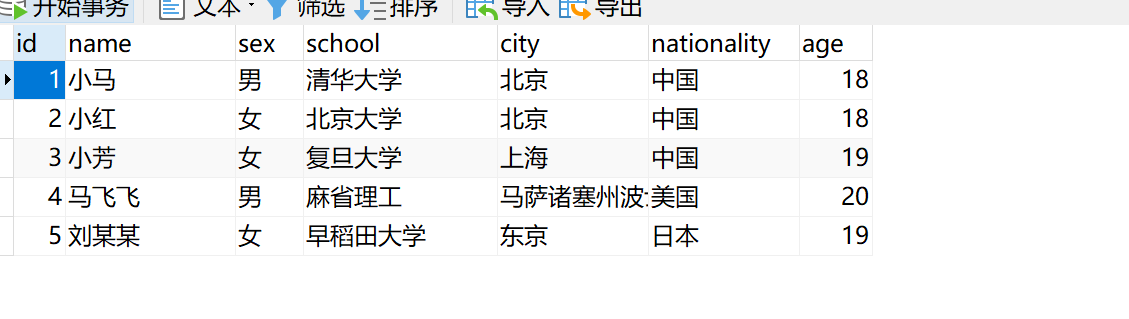 开始事务 文本 筛选 排序 导入 导出
id name sex school city nationality age
1 小马 男 清华大学 北京 中国 18
2 小红 女 北京大学 北京 中国 18
3 小芳 女 复旦大学 上海 中国 19
4 马飞飞 男 麻省理工 马萨诸塞州波 美国 20
5 刘某某 女 早稻田大学 东京 日本 19